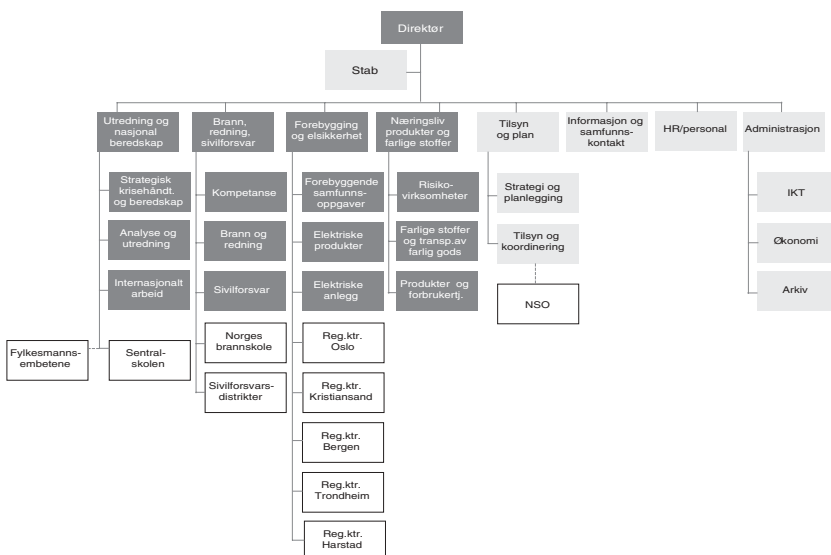 Direktør
Stab
Utredning og
nasjonal
beredskap
Brann,
redning,
sivilforsvar
Forebygging
og elsikkerhet
Næringsliv
produkter og
farlige stoffer
Tilsyn
og plan
Informasjon og
samfunns-
kontakt
HR/personal
Administrasjon
Strategisk
krisehåndt.
og beredskap
Analyse og
utredning
Internasjonalt
arbeid
Fylkesmanns-
embetene
Sentral-
skolen
Kompetanse
Brann og
redning
Sivilforsvar
Norges
brannskole
Sivilforsvars-
distrikter
Forebyggende
samfunns-
oppgaver
Elektriske
produkter
Elektriske
anlegg
Reg.ktr.
Oslo
Reg.ktr.
Kristiansand
Reg.ktr.
Bergen
Reg.ktr.
Trondheim
Reg.ktr.
Harstad
Risiko-
virksomheter
Farlige stoffer
og transp.av
farlig gods
Produkter og
forbrukertj.
Strategi og
planlegging
Tilsyn og
koordinering
NSO
IKT
Økonomi
Arkiv